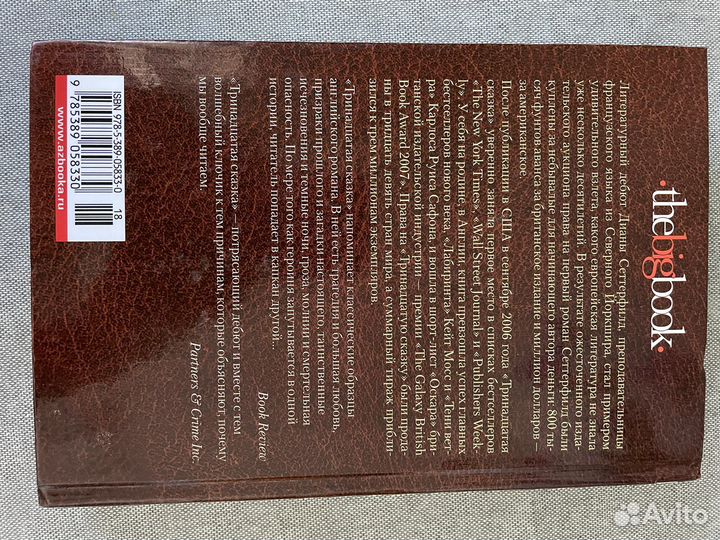 ·thebigbook·
Литературный дебют Дианы Сеттерфилд, преподавательницы
французского языка из Северного Йоркшира, стал примером
удивительного взлета, какого европейская литература не знала
уже несколько десятилетий. В результате ожесточенного изда-
тельского аукциона права на первый роман Сеттерфилд были
куплены за небывалые для начинающего автора деньги: 800 ты-
сяч фунтов аванса за британское издание и миллион долларов —
за американское.
После публикации в США в сентябре 2006 года «Тринадцатая
сказка» уверенно заняла первое место в списках бестселлеров
«The New York Times», «Wall Street Journal» и «Publishers Week-
ly». У себя на родине, в Англии, книга превзошла успех главных
бестселлеров нового века, «Лабиринта» Кейт Мосс и «Тени вет-
ра» Карлоса Руиса Сафона, и вошла в шорт-лист «Оскара» бри-
танской издательской индустрии — премии «The Galaxy British
Book Award 2007». Права на «Тринадцатую сказку» были прода-
ны в тридцать девять стран мира, а суммарный тираж прибли-
зился к трем миллионам экземпляров.
«Тринадцатая сказка» напоминает классические образцы
английского романа. В ней есть трагедия и большая любовь,
призраки прошлого и загадки настоящего, таинственные
исчезновения и темные ночи, гроза, молнии и смертельная
опасность. По мере того как героиня запутывается в одной
истории, читатель попадает в капкан другой...
Book Review
«Тринадцатая сказка» — потрясающий дебют и вместе с тем
волшебный ключик к тем причинам, которые объясняют, почему
мы вообще читаем.
Partners & Crime Inc.
ISBN 978-5-389-05833-0
18
9 785389 058330
www.azbooka.ru
Avito